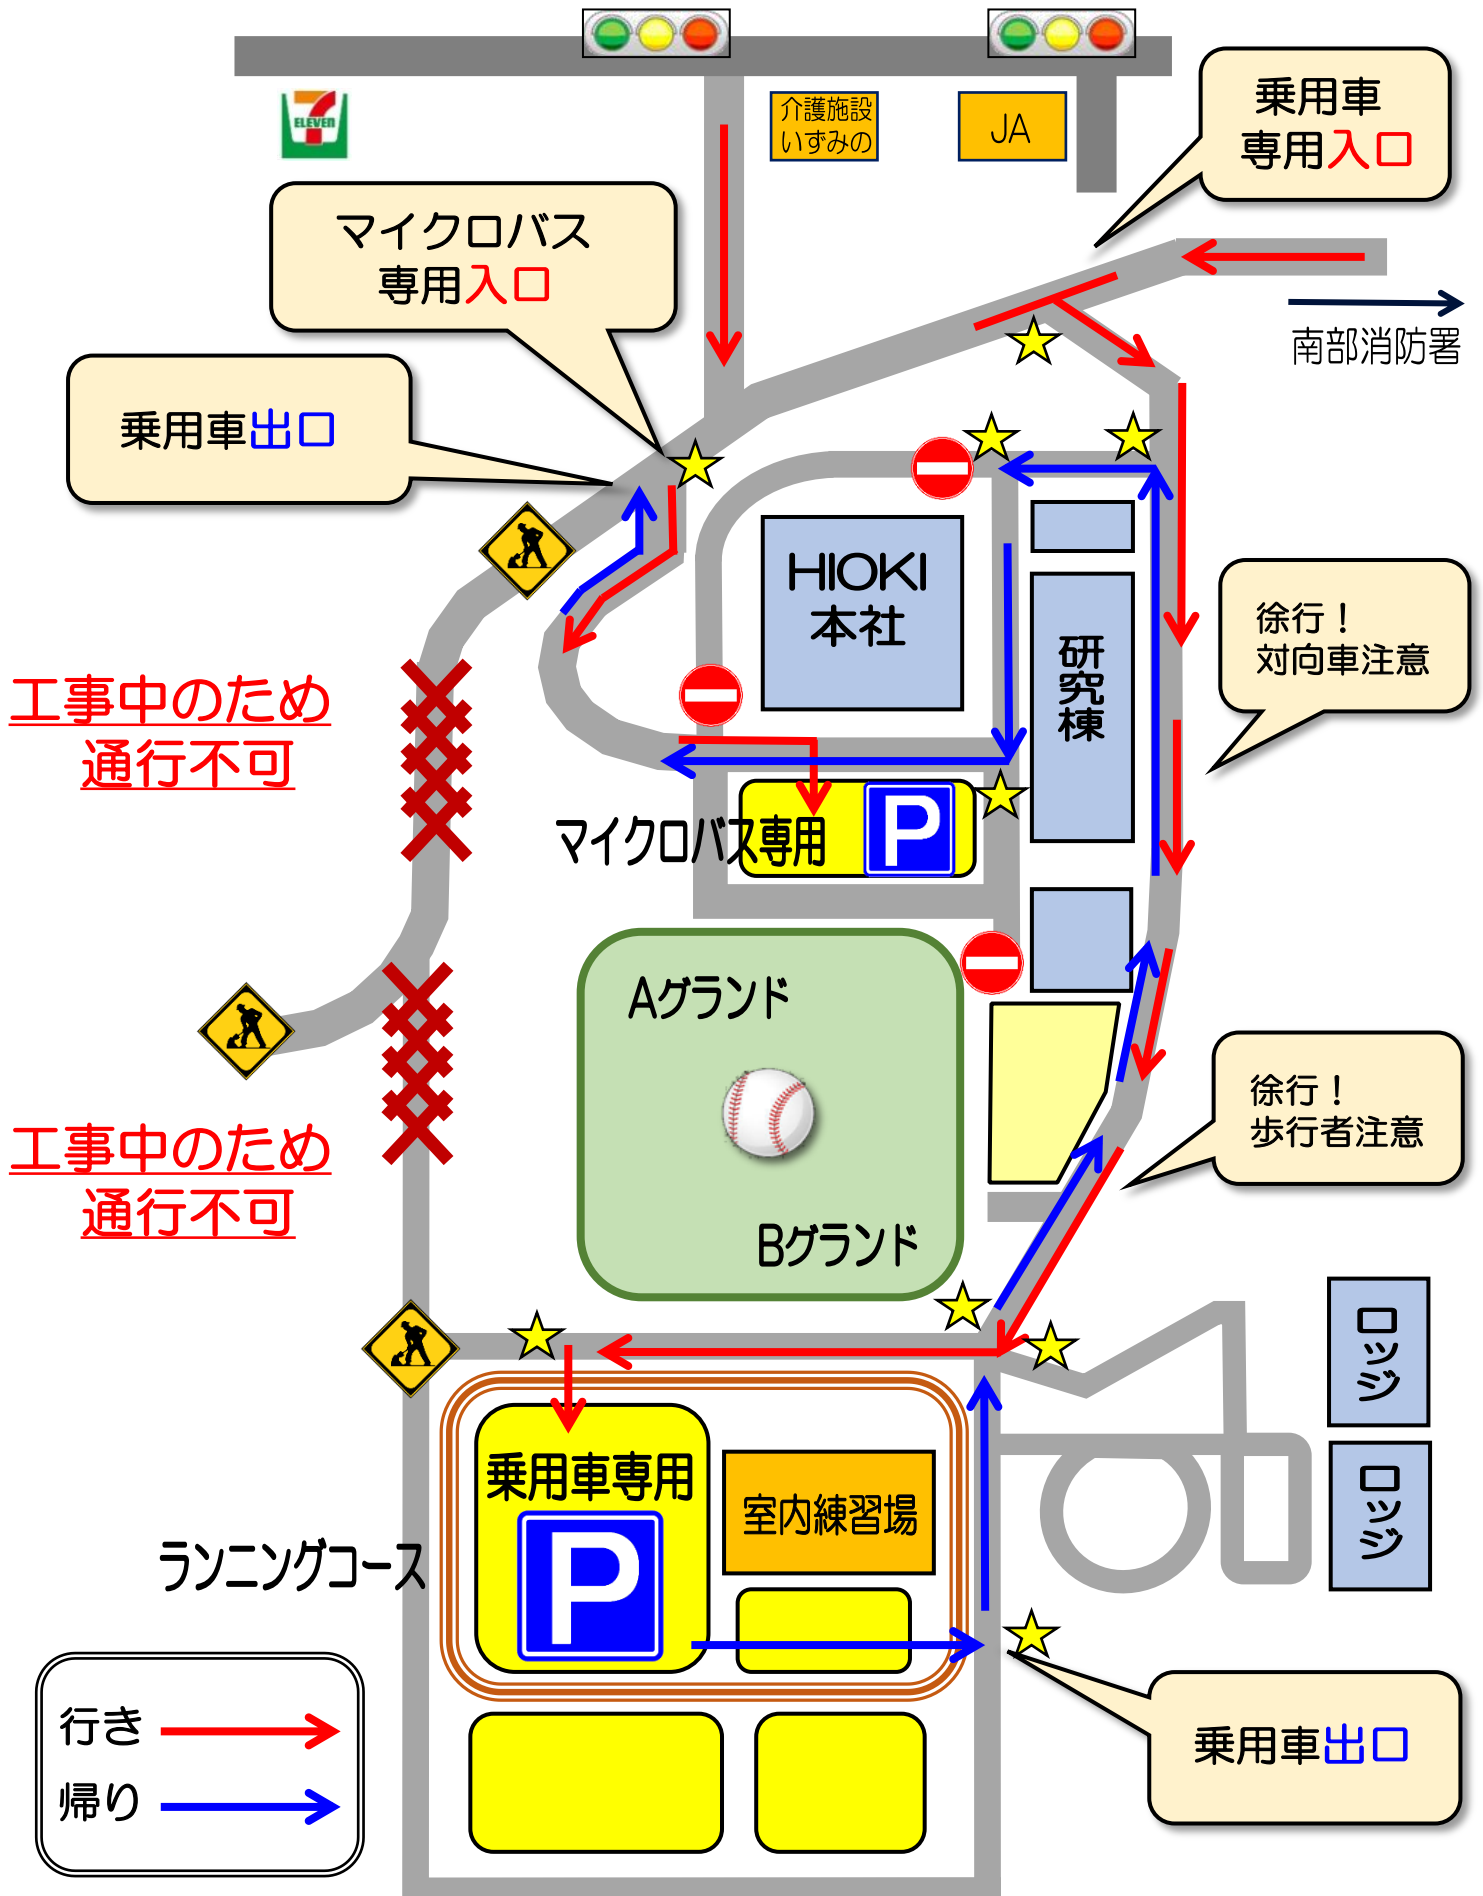 ELEVEN
介護施設
いずみの
JA
乗用車
専用入口
マイクロバス
専用入口
南部消防署
乗用車出口
HIOKI
本社
研究棟
徐行！
対向車注意
工事中のため
通行不可
マイクロバス専用
P
Aグランド
徐行！
歩行者注意
工事中のため
通行不可
Bグランド
ロッジ
乗用車専用
P
室内練習場
ロッジ
ランニングコース
行き
帰り
乗用車出口